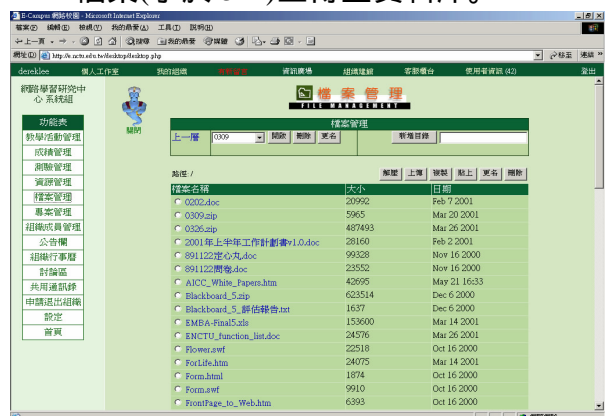 E-Campus 網路校園 - Microsoft Internet Explorer
檔案(F) 編輯(E) 檢視(V) 我的最愛(A) 工具(T) 說明(H)
上一頁 搜尋 我的最愛 媒體
網址(D) http://e.nctu.edu.tw/desktop/desktop.php 移至 連結 »
dereklee 個人工作室 我的組織 資訊廣場 組織建議 客服櫃台 使用者資訊 (42) 登出
網路學習研究中心 系統組
關閉
檔案管理
FILE MANAGEMENT
功能表
教學活動管理
成績管理
測驗管理
資源管理
檔案管理
專案管理
組織成員管理
公告欄
組織行事曆
討論區
共用通訊錄
申請退出組織
設定
首頁
檔案管理
上一層 0309 開啟 刪除 更名 新增目錄
路徑 / 解壓 上傳 複製 貼上 更名 刪除
檔案名稱 大小 日期
0202.doc 20992 Feb 7 2001
0309.zip 5965 Mar 20 2001
0326.zip 487493 Mar 26 2001
2001年上半年工作計劃書v1.0.doc 28160 Feb 2 2001
891122定心丸.doc 99328 Nov 16 2000
891122問卷.doc 23552 Nov 16 2000
AICC_White_Papers.htm 42695 May 21 16:33
Blackboard_5.zip 623514 Dec 6 2000
Blackboard_5_評估報告.txt 1637 Dec 6 2000
EMBA-Final5.xls 153600 Mar 14 2001
ENCTU_function_list.doc 24576 Mar 26 2001
Flower.swf 22518 Oct 16 2000
ForLife.htm 24075 Mar 14 2001
Form.html 1874 Oct 16 2000
Form.swf 9910 Oct 16 2000
FrontPage_to_Web.htm 6393 Oct 16 2000